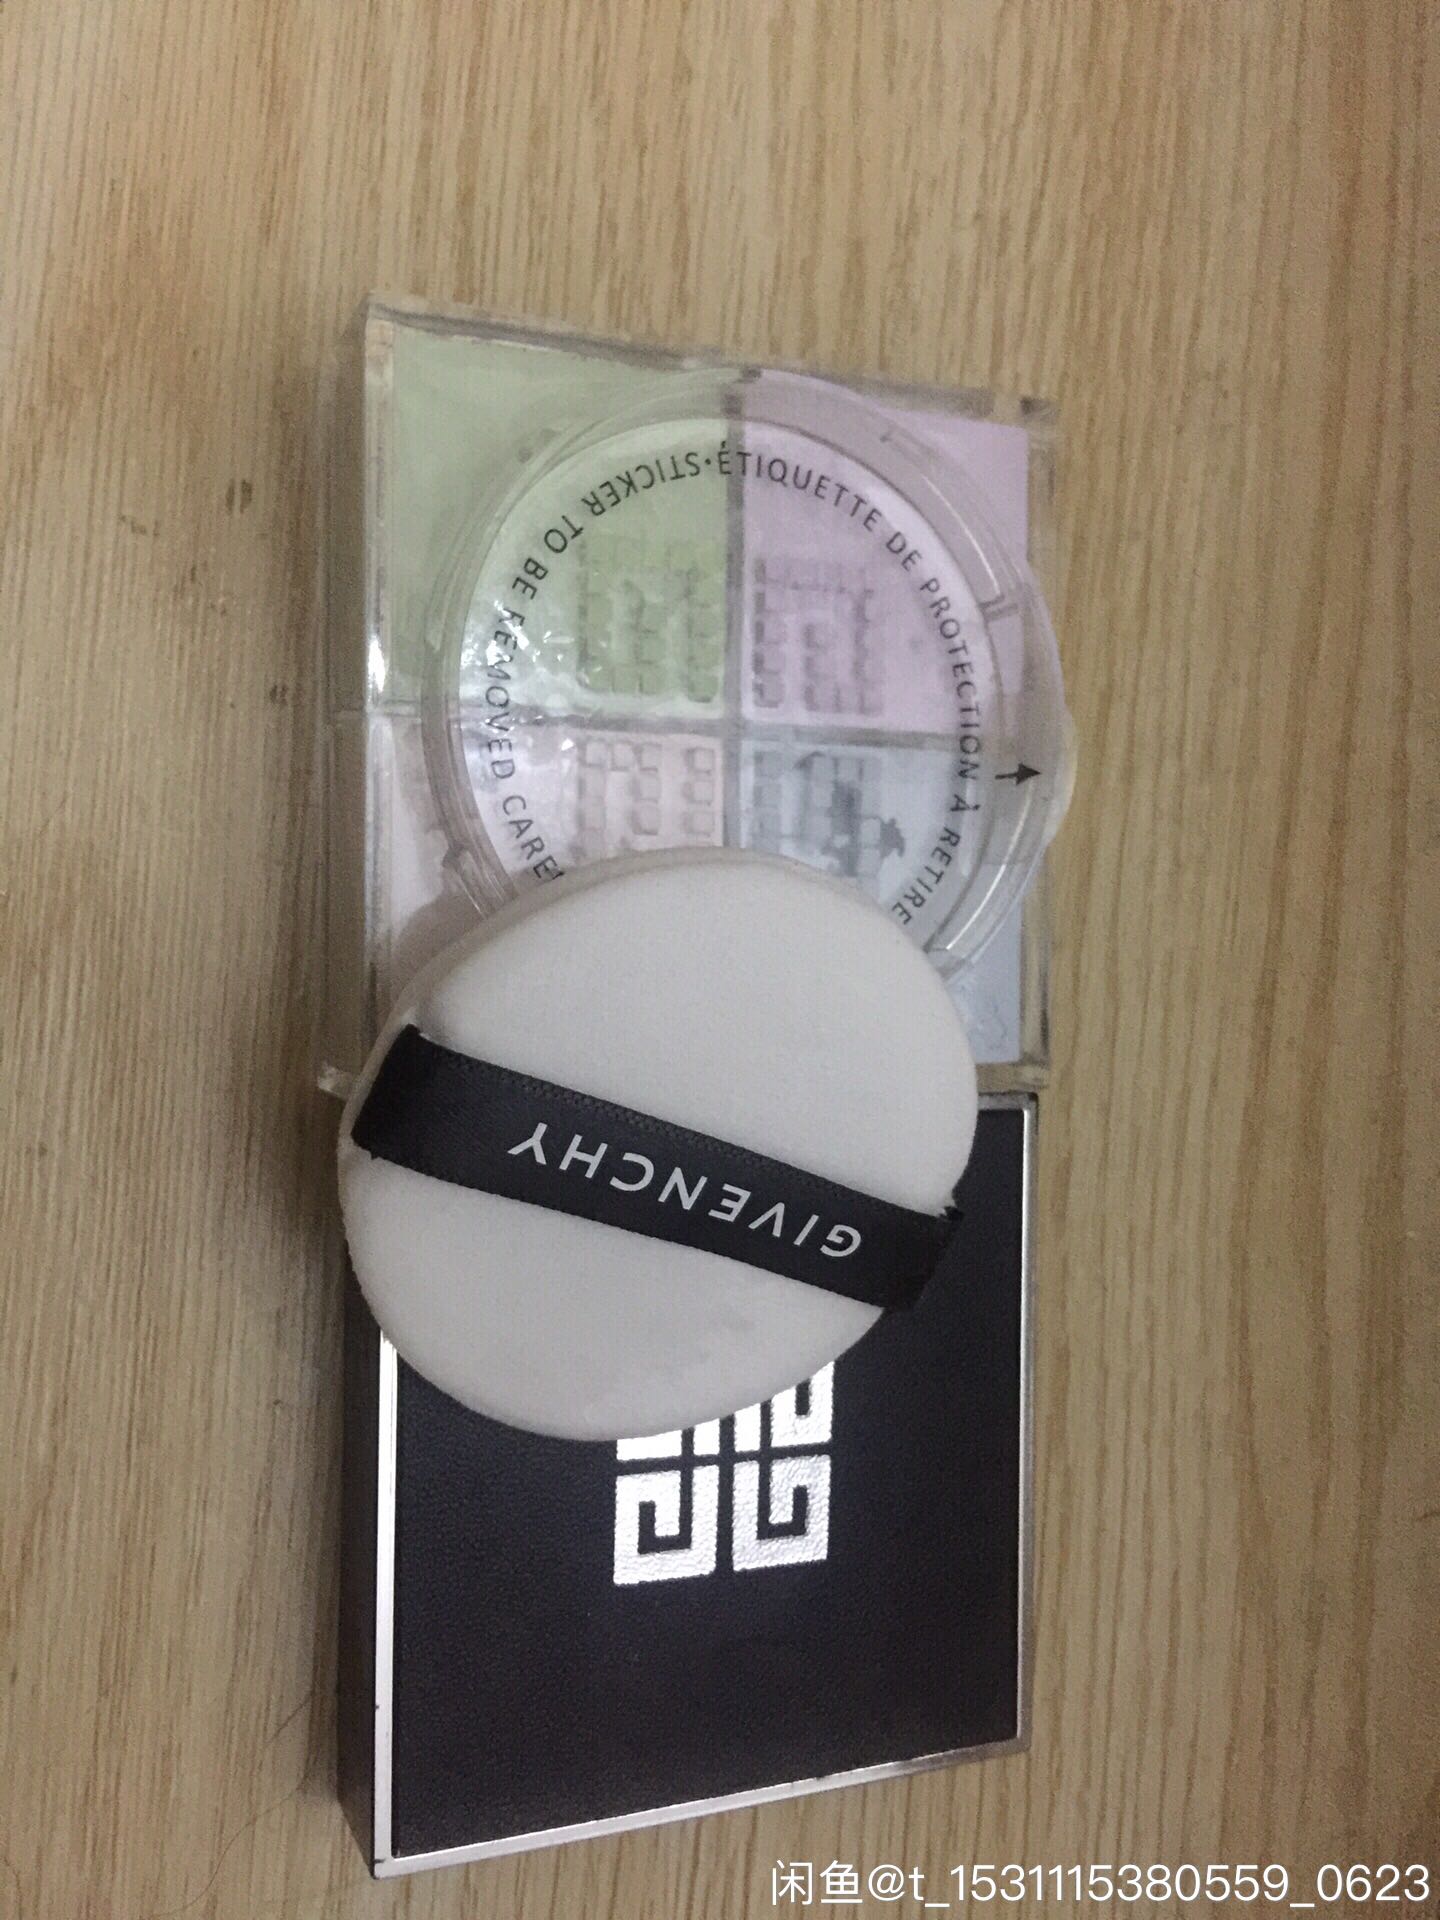 STICKER TO BE REMOVED CARE
ÉTIQUETTE DE PROTECTION À RETIRE
GIVENCHY
闲鱼@t_1531115380559_0623